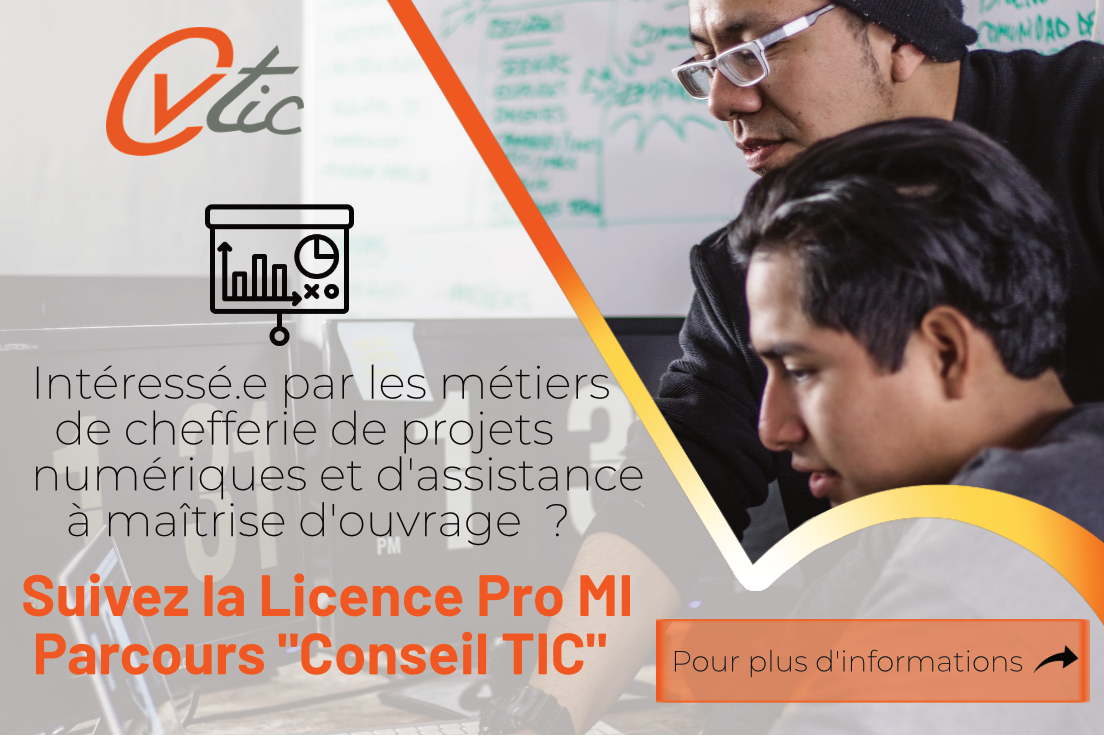 CVtic
Intéressé.e par les métiers
de chefferie de projets
numériques et d'assistance
à maîtrise d'ouvrage ?
Suivez la Licence Pro MI
Parcours "Conseil TIC"
Pour plus d'informations
PM